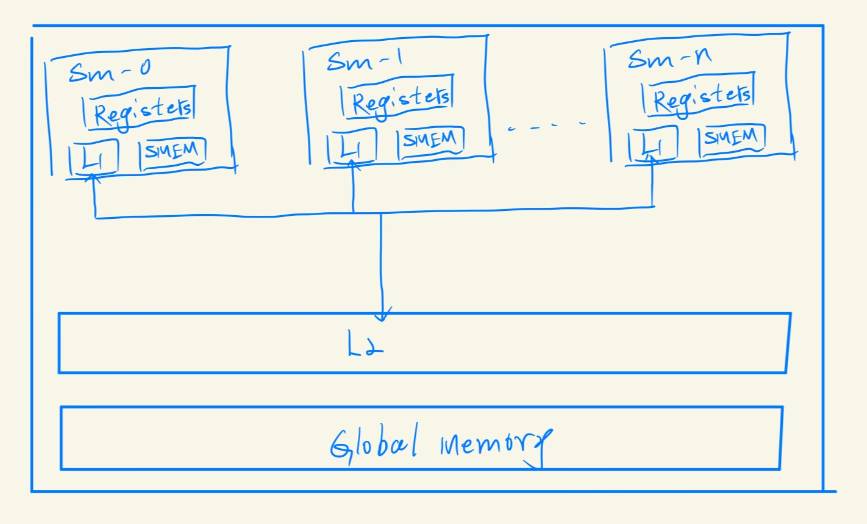 Sm-0
Registers
L1
SMEM
Sm-1
Registers
L1
SMEM
Sm-n
Registers
L1
SMEM
L2
Global Memory